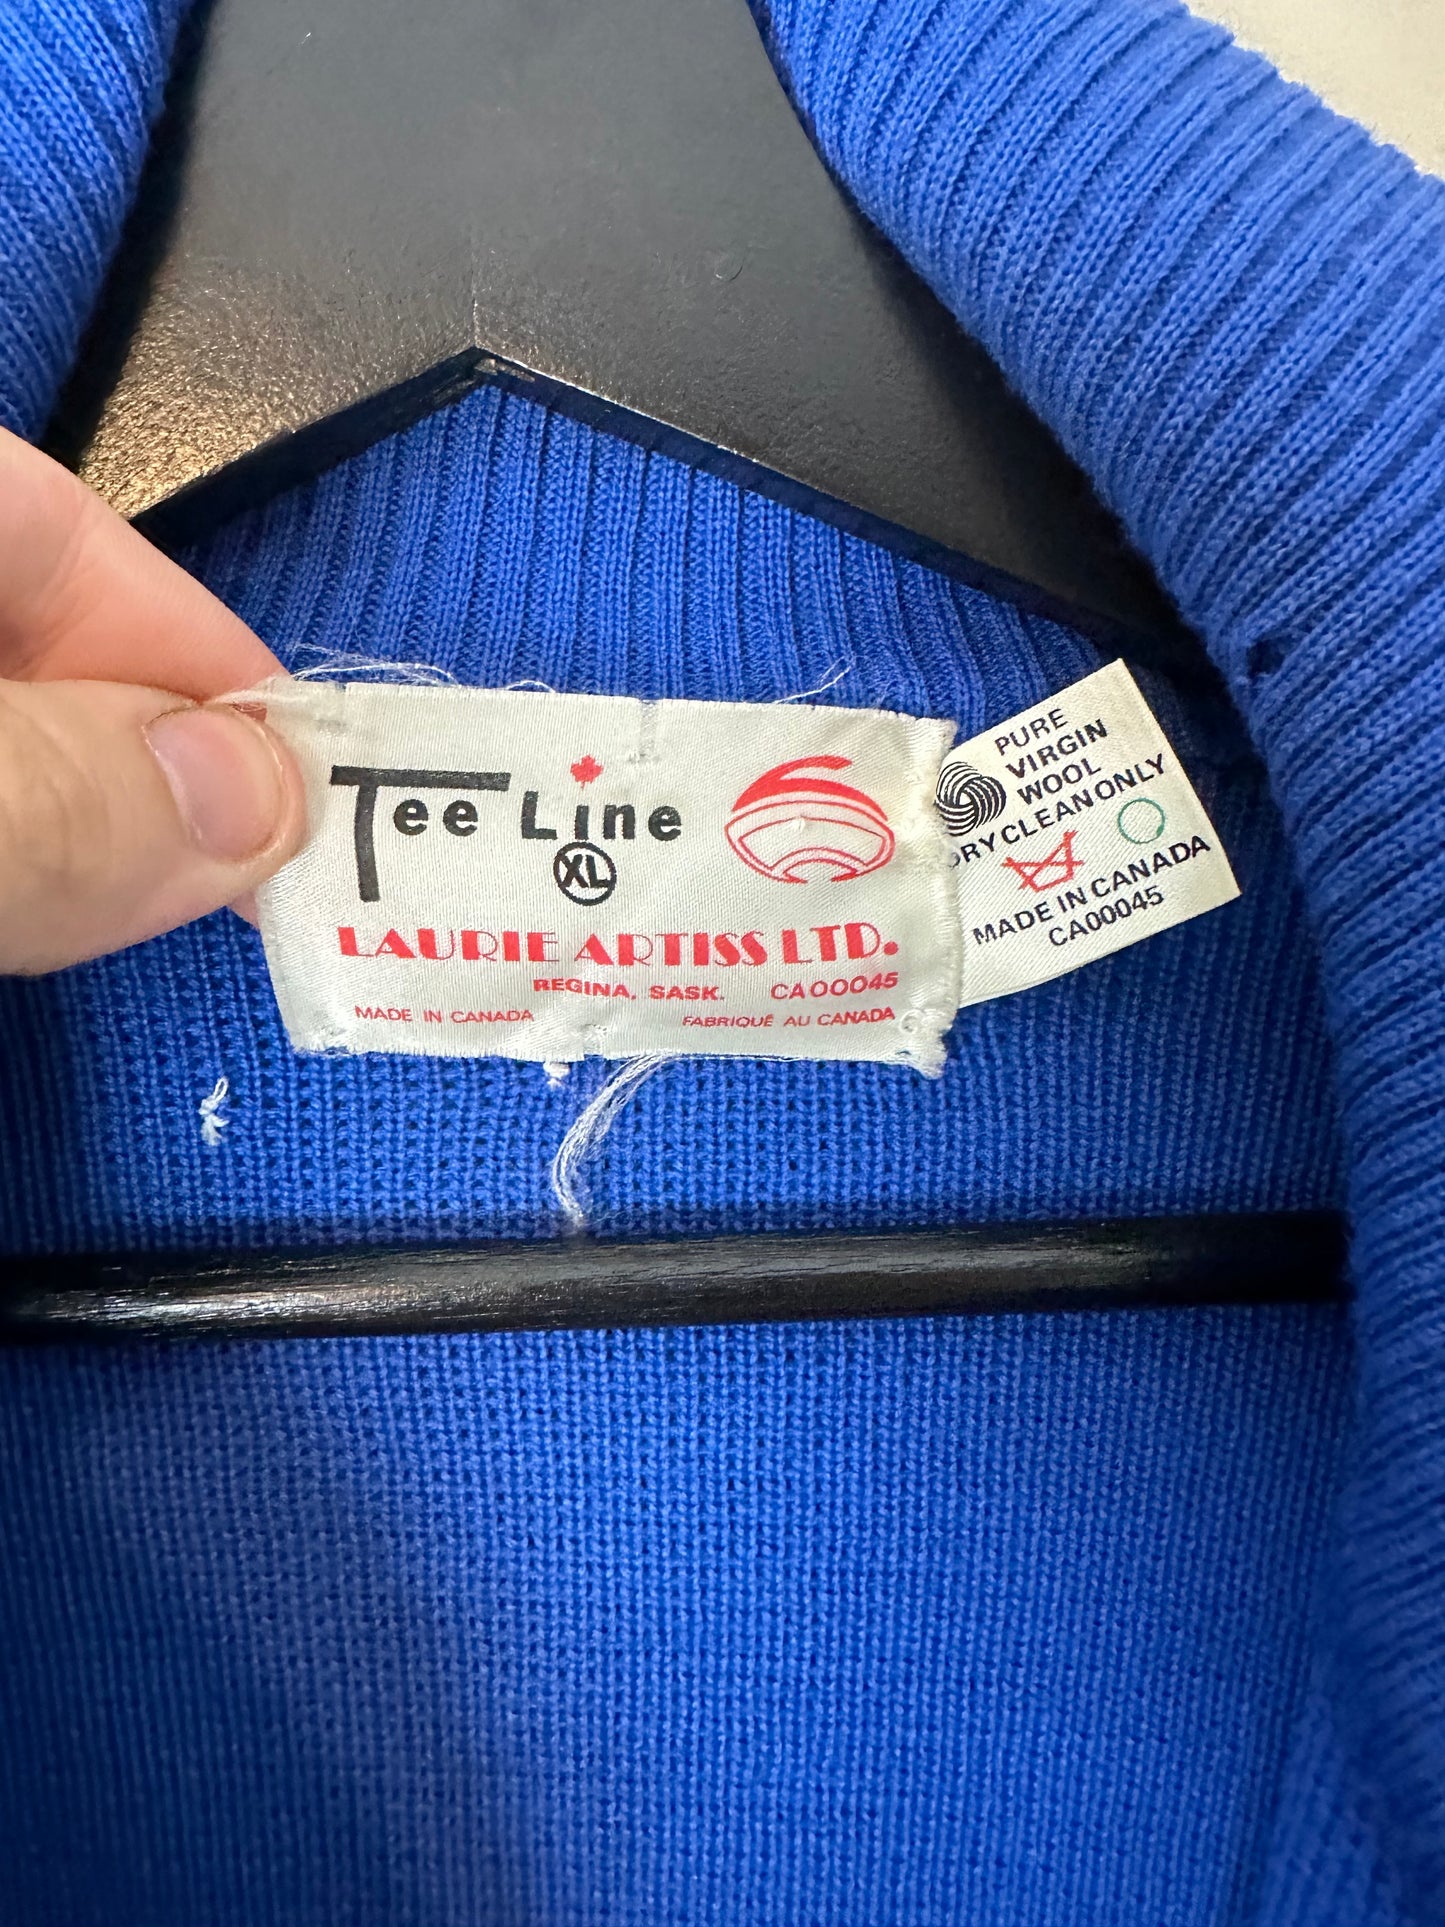 Tee Line
XL
LAURIE ARTISS LTD.
REGINA, SASK. CA00045
MADE IN CANADA FABRIQUÉ AU CANADA
PURE
VIRGIN
WOOL
DRY CLEAN ONLY
MADE IN CANADA
CA00045